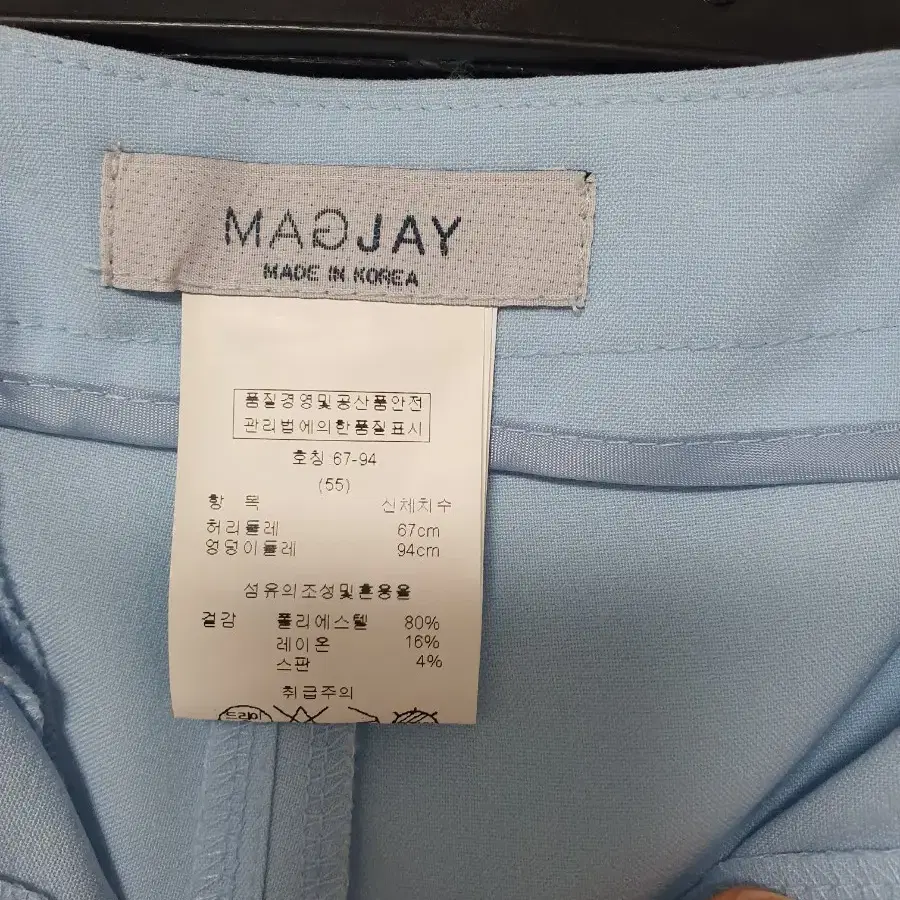 MAGJAY
MADE IN KOREA
품질경영및공산품안전
관리법에의한품질표시
호칭 67-94
(55)
항 목 신체치수
허리둘레 67cm
엉덩이둘레 94cm
섬유의조성및혼용율
겉감 폴리에스텔 80%
레이온 16%
스판 4%
취급주의
드라이